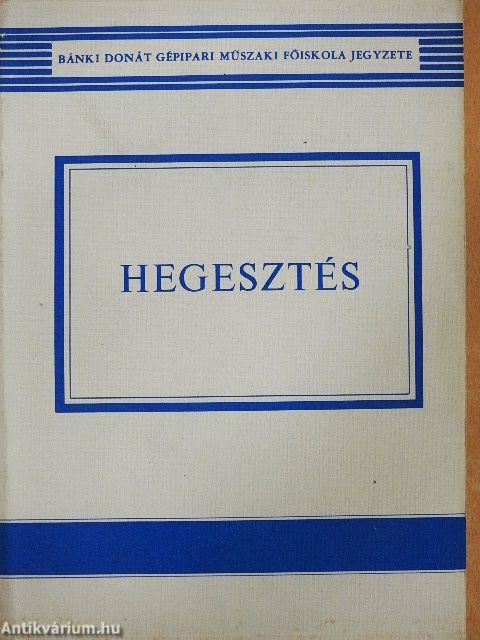 BÁNKI DONÁT GÉPIPARI MŰSZAKI FŐISKOLA JEGYZETE
HEGESZTÉS
Antikvárium.hu